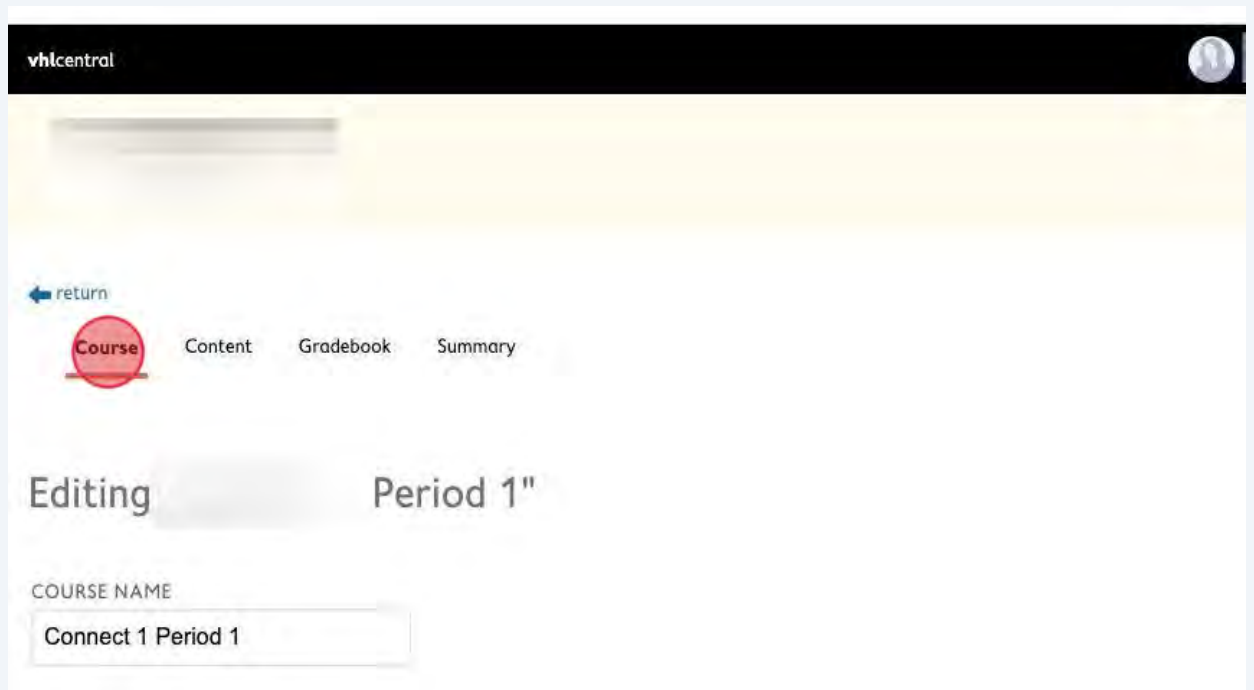 vhlcentral
return
Course Content Gradebook Summary
Editing Period 1"
COURSE NAME
Connect 1 Period 1